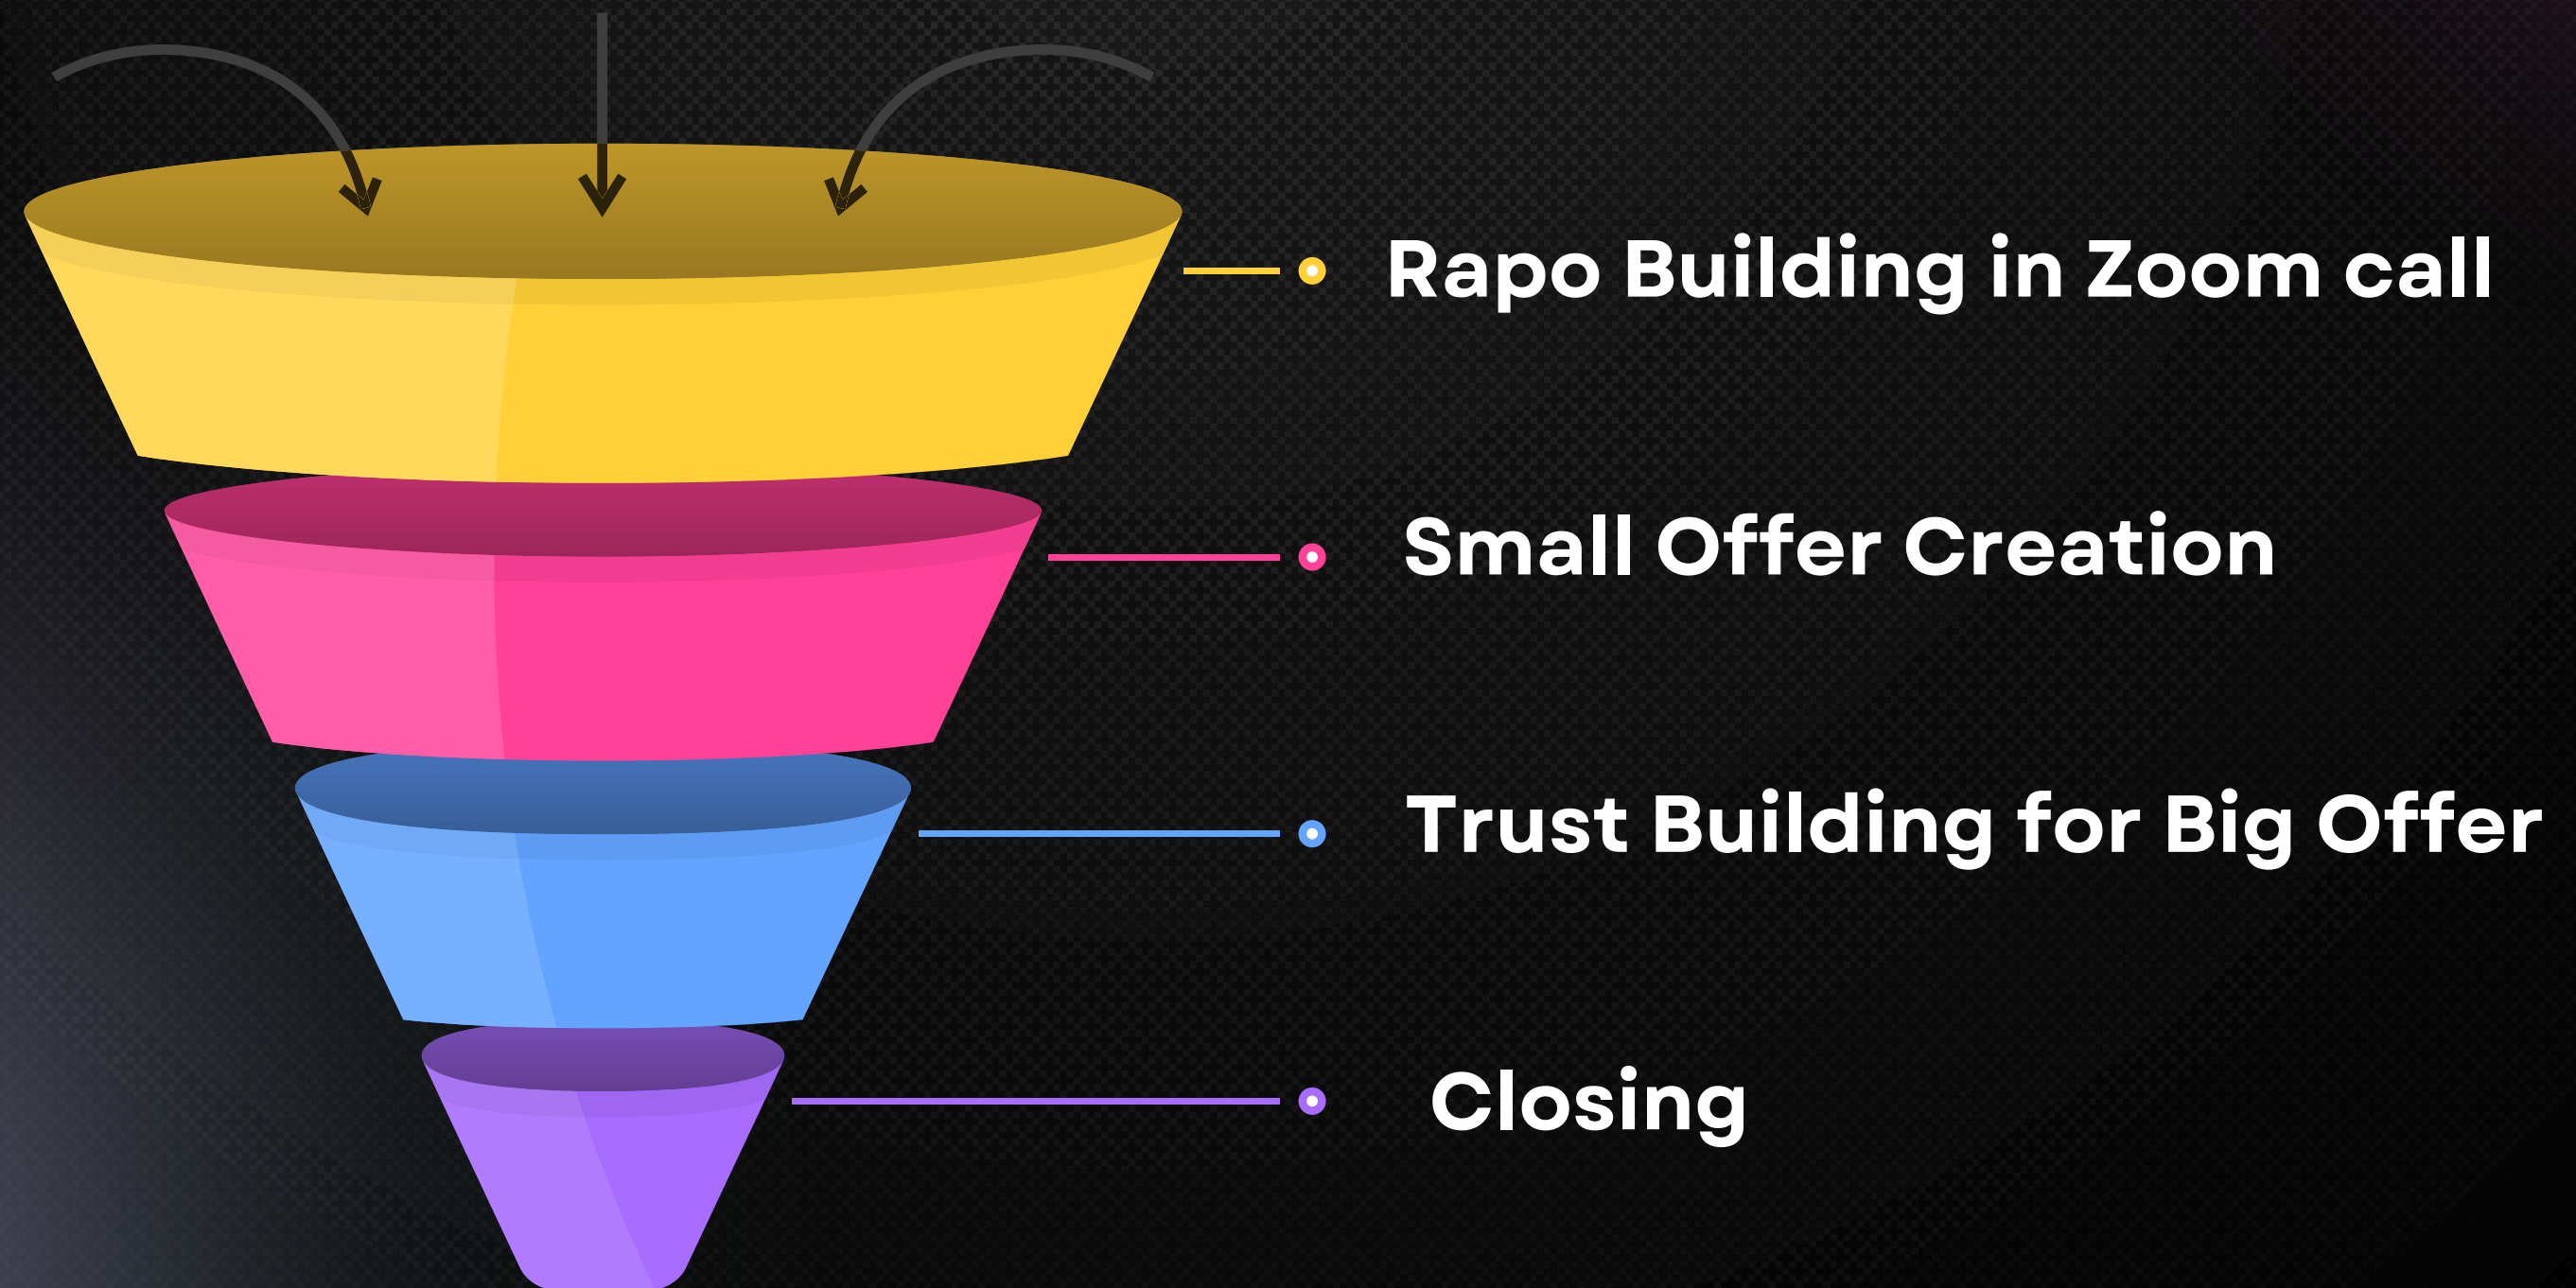 Rapo Building in Zoom call
Small Offer Creation
Trust Building for Big Offer
Closing